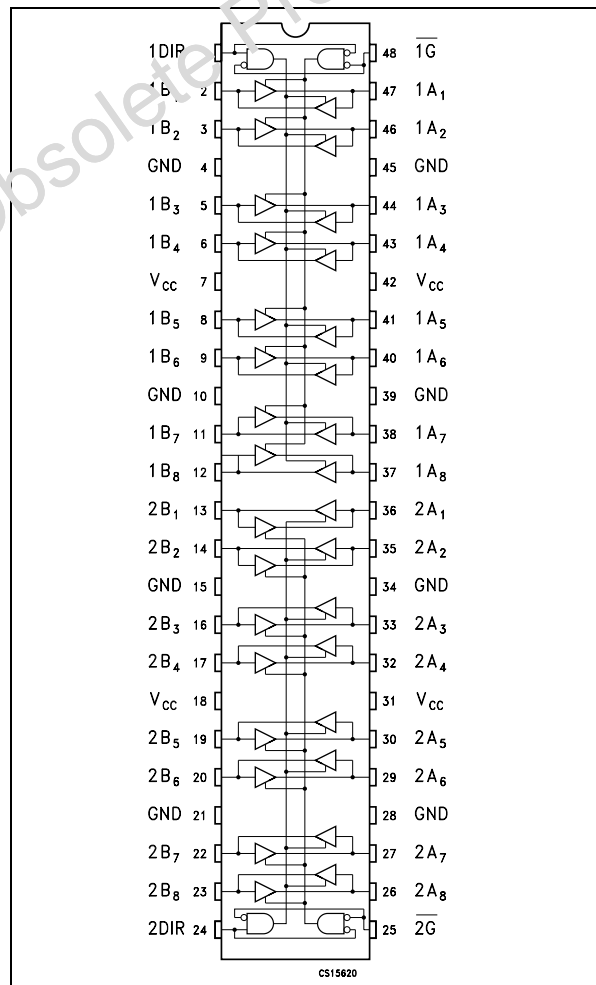 Obsolete Pro
1DIR 48 1G
1B1 2 47 1A1
1B2 3 46 1A2
GND 4 45 GND
1B3 5 44 1A3
1B4 6 43 1A4
VCC 7 42 VCC
1B5 8 41 1A5
1B6 9 40 1A6
GND 10 39 GND
1B7 11 38 1A7
1B8 12 37 1A8
2B1 13 36 2A1
2B2 14 35 2A2
GND 15 34 GND
2B3 16 33 2A3
2B4 17 32 2A4
VCC 18 31 VCC
2B5 19 30 2A5
2B6 20 29 2A6
GND 21 28 GND
2B7 22 27 2A7
2B8 23 26 2A8
2DIR 24 25 2G
CS15620